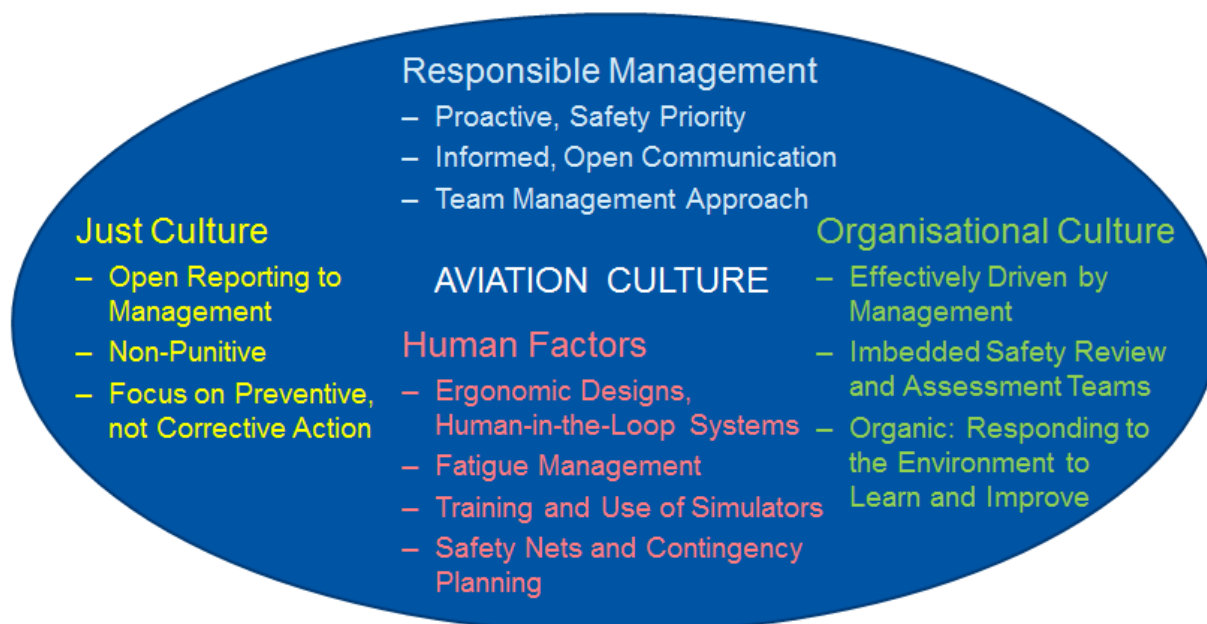 Responsible Management
– Proactive, Safety Priority
– Informed, Open Communication
– Team Management Approach
Just Culture
– Open Reporting to
Management
– Non-Punitive
– Focus on Preventive,
not Corrective Action
AVIATION CULTURE
Human Factors
– Ergonomic Designs,
Human-in-the-Loop Systems
– Fatigue Management
– Training and Use of Simulators
– Safety Nets and Contingency
Planning
Organisational Culture
– Effectively Driven by
Management
– Imbedded Safety Review
and Assessment Teams
– Organic: Responding to
the Environment to
Learn and Improve